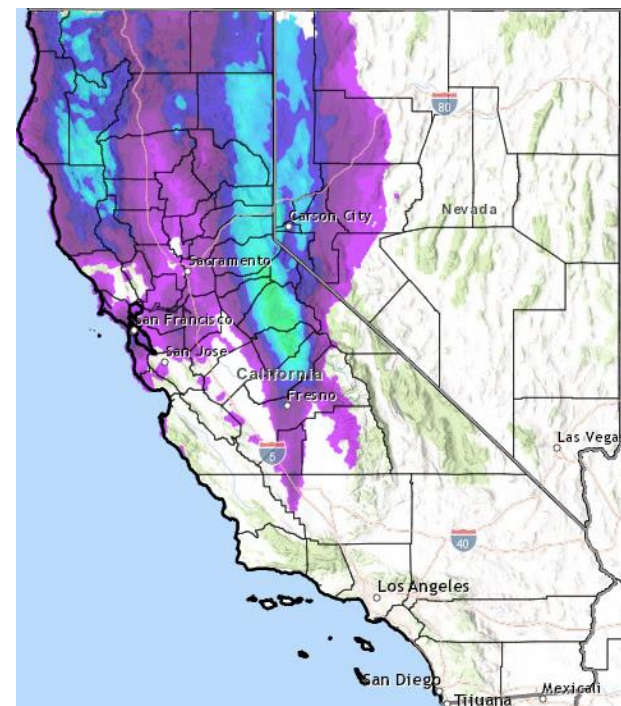 80
Nevada
Carson City
Sacramento
San Francisco
San Jose
California
Fresno
Las Vega
5
40
Los Angeles
San Diego
Tijuana
Mexicali